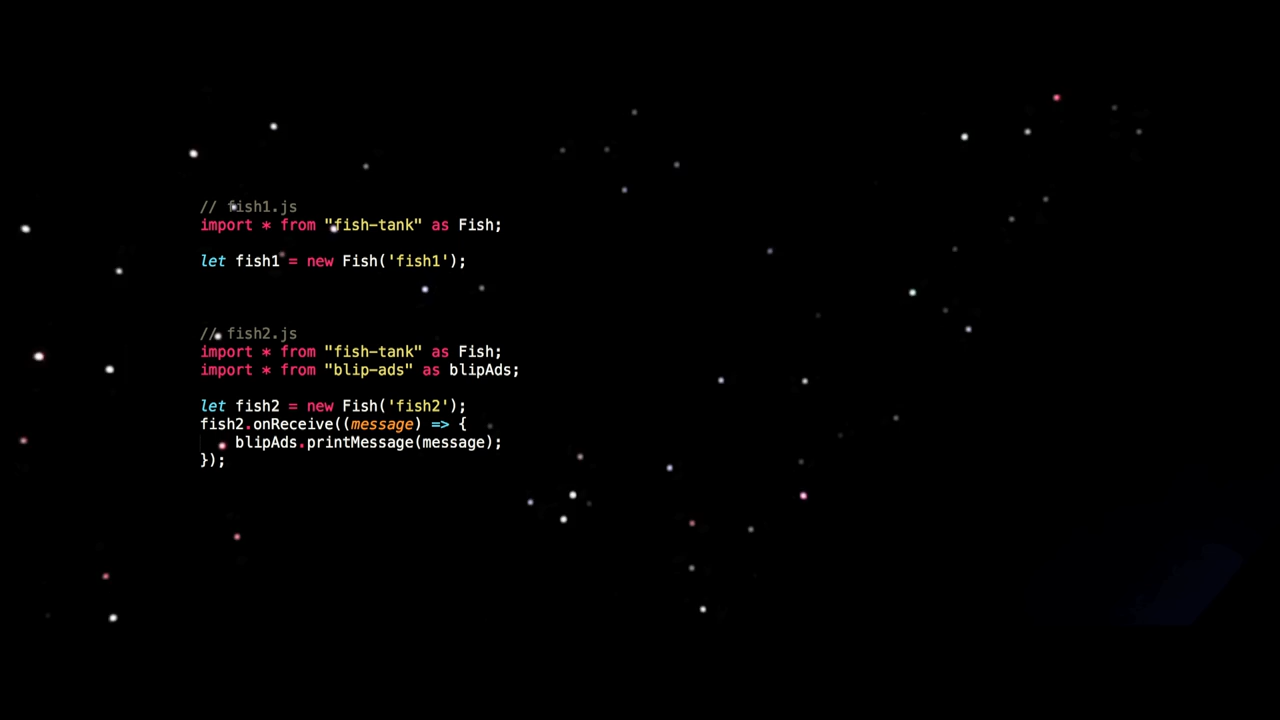 // fish1.js
import * from "fish-tank" as Fish;
let fish1 = new Fish('fish1');
// fish2.js
import * from "fish-tank" as Fish;
import * from "blip-ads" as blipAds;
let fish2 = new Fish('fish2');
fish2.onReceive((message) => {
blipAds.printMessage(message);
});